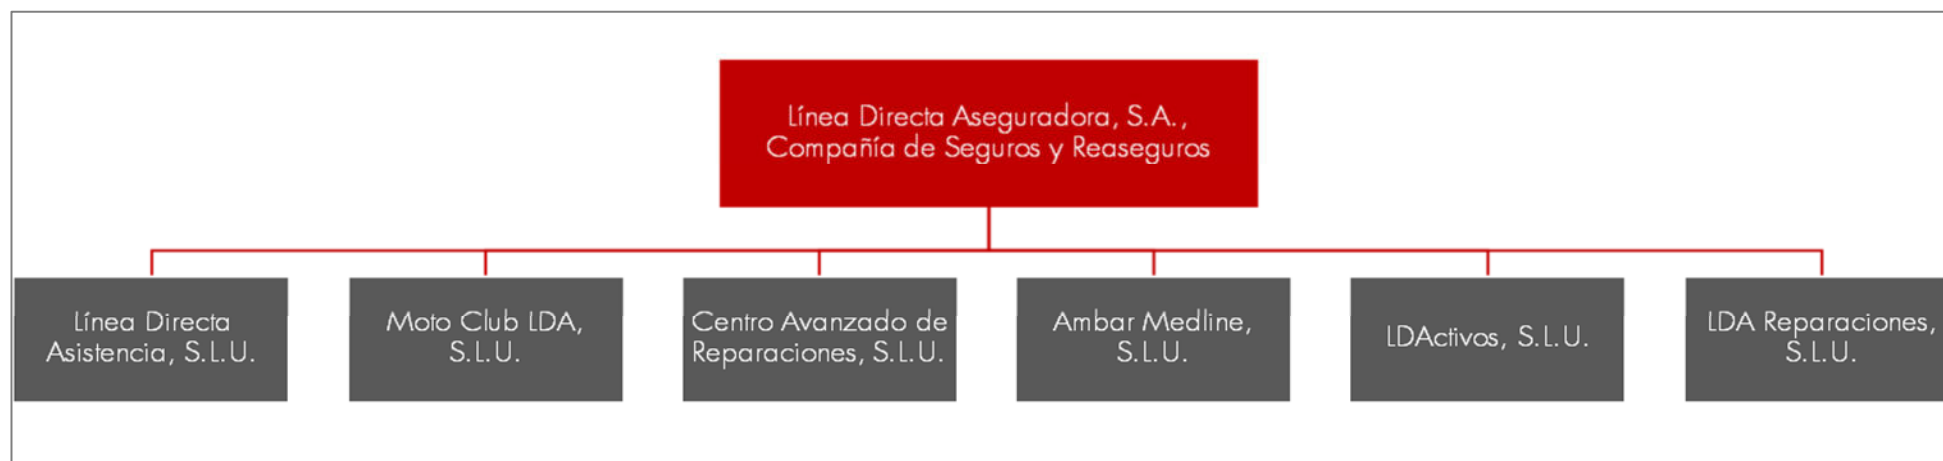 Línea Directa Aseguradora, S.A.,
Compañía de Seguros y Reaseguros
Línea Directa
Asistencia, S.L.U.
Moto Club LDA,
S.L.U.
Centro Avanzado de
Reparaciones, S.L.U.
Ambar Medline,
S.L.U.
LDActivos, S.L.U.
LDA Reparaciones,
S.L.U.